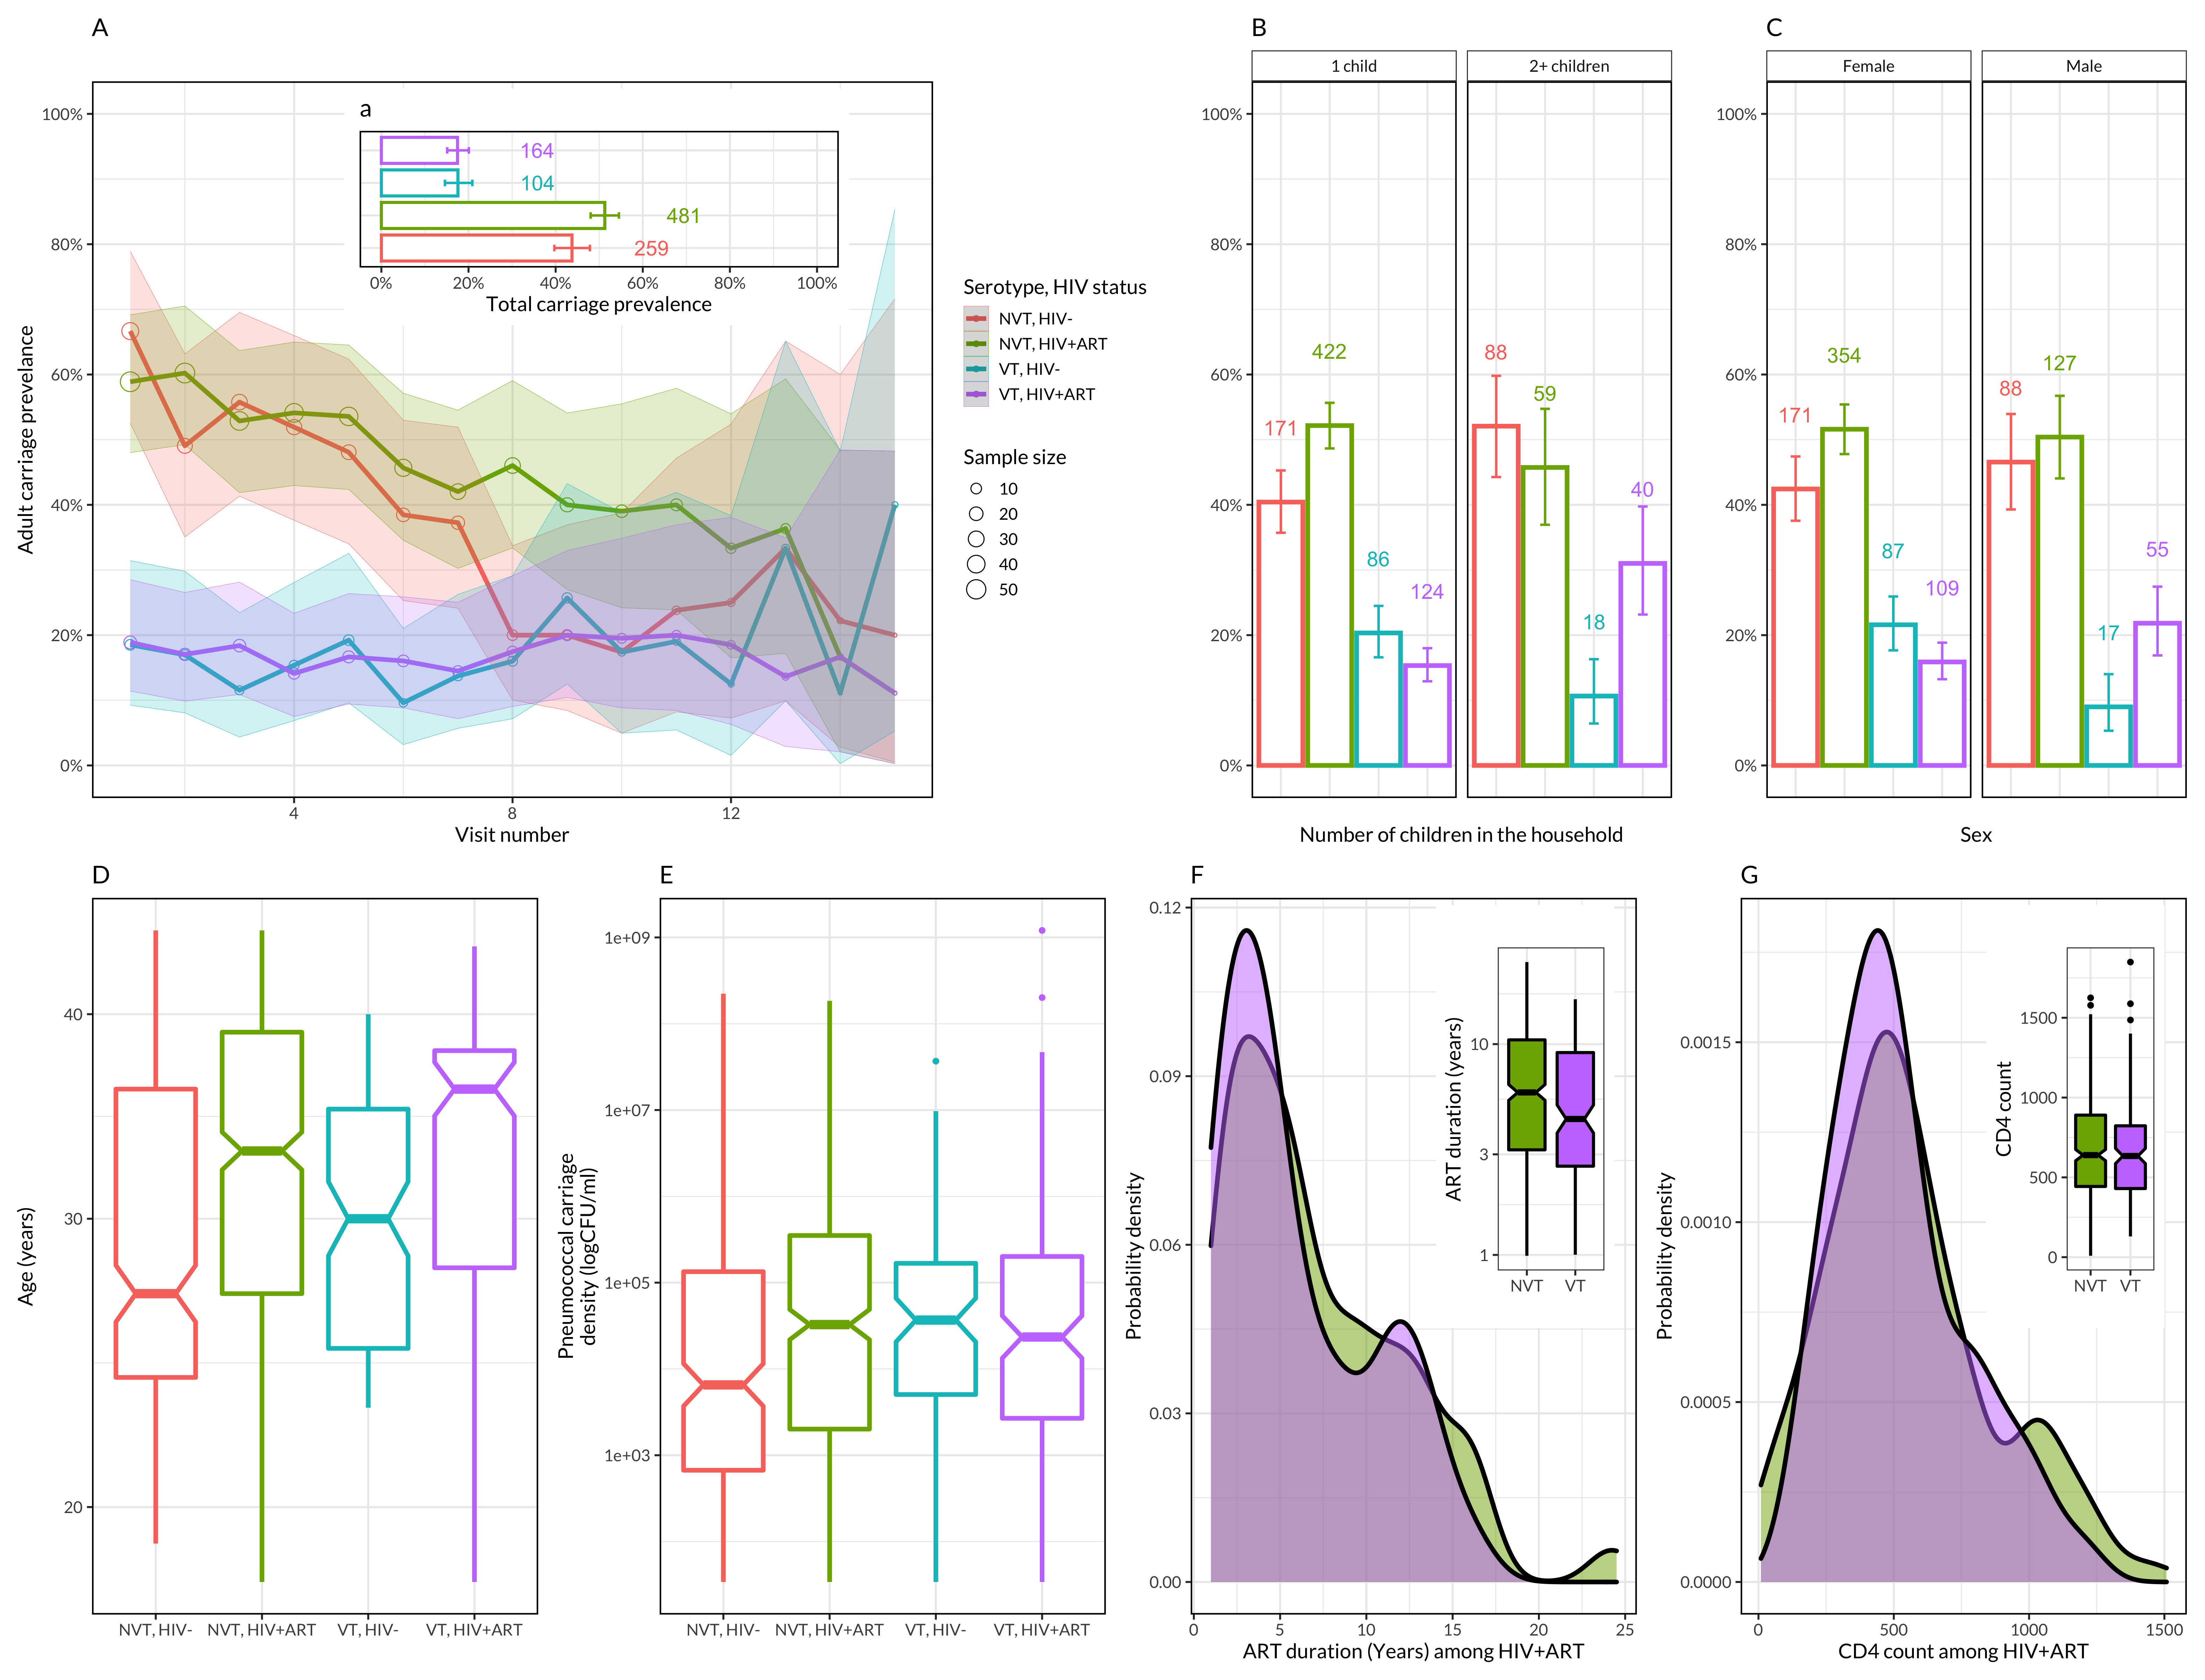 A
100%
80%
60%
40%
20%
0%
Adult carriage prevelance
4
8
12
Visit number
a
164
104
481
259
0%
20%
40%
60%
80%
100%
Total carriage prevalence
Serotype, HIV status
NVT, HIV-
NVT, HIV+ART
VT, HIV-
VT, HIV+ART
Sample size
10
20
30
40
50
B
1 child
2+ children
100%
80%
60%
40%
20%
0%
171
422
86
124
88
59
18
40
Number of children in the household
C
Female
Male
100%
80%
60%
40%
20%
0%
171
354
87
109
88
127
17
55
Sex
D
40
30
20
Age (years)
NVT, HIV-
NVT, HIV+ART
VT, HIV-
VT, HIV+ART
E
1e+09
1e+07
1e+05
1e+03
Pneumococcal carriage
density (logCFU/ml)
NVT, HIV-
NVT, HIV+ART
VT, HIV-
VT, HIV+ART
F
0.12
0.09
0.06
0.03
0.00
Probability density
0
5
10
15
20
25
ART duration (Years) among HIV+ART
ART duration (years)
10
3
1
NVT
VT
G
0.0015
0.0010
0.0005
0.0000
Probability density
0
500
1000
1500
CD4 count among HIV+ART
CD4 count
1500
1000
500
0
NVT
VT